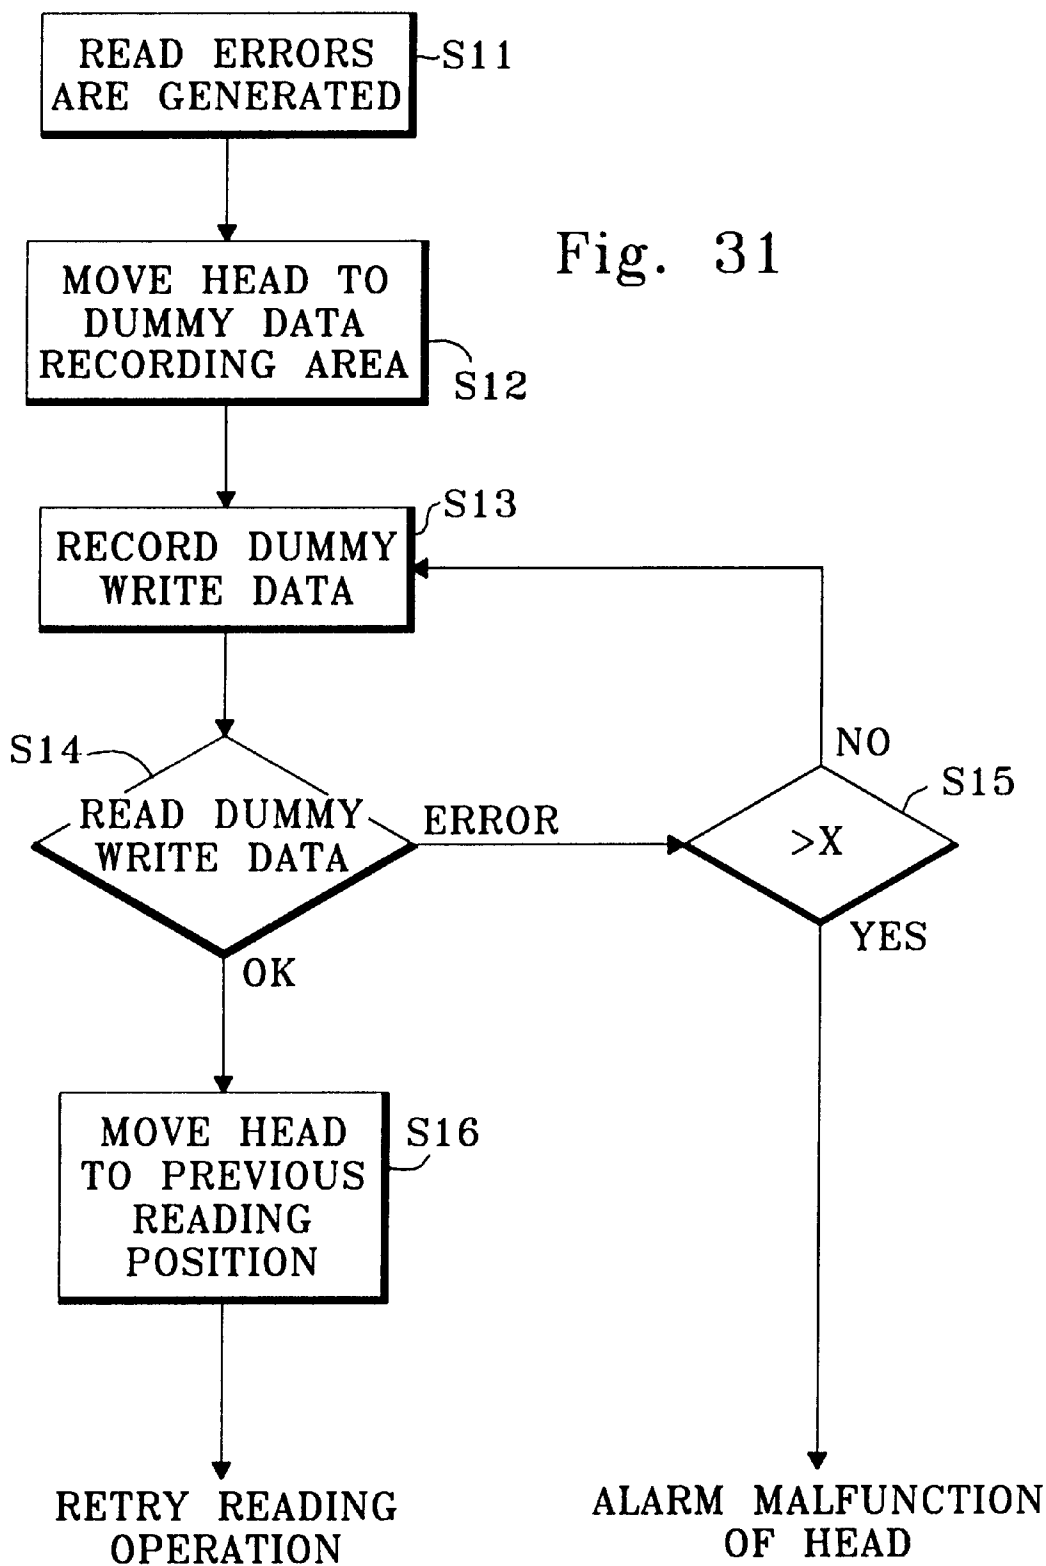 READ ERRORS
ARE GENERATED
S11
Fig. 31
MOVE HEAD TO
DUMMY DATA
RECORDING AREA
S12
S13
RECORD DUMMY
WRITE DATA
S14
NO
S15
READ DUMMY
WRITE DATA
ERROR
>X
YES
OK
MOVE HEAD
TO PREVIOUS
READING
POSITION
S16
RETRY READING
OPERATION
ALARM MALFUNCTION
OF HEAD